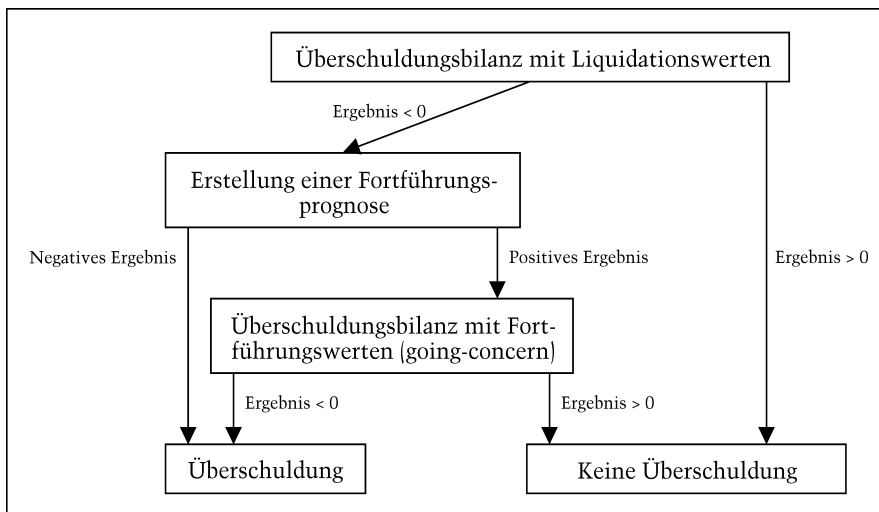 Überschuldungsbilanz mit Liquidationswerten
Ergebnis < 0
Erstellung einer Fortführungs-
prognose
Negatives Ergebnis
Positives Ergebnis
Ergebnis > 0
Überschuldungsbilanz mit Fort-
führungswerten (going-concern)
Ergebnis < 0
Ergebnis > 0
Überschuldung
Keine Überschuldung